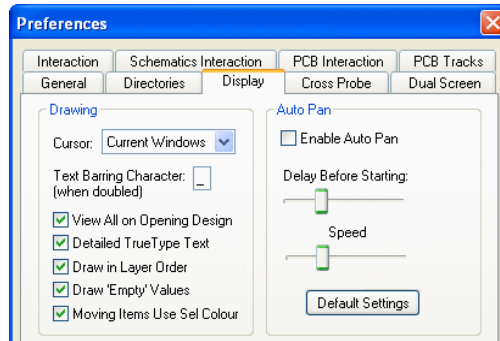 Preferences
Interaction
Schematics Interaction
PCB Interaction
PCB Tracks
General
Directories
Display
Cross Probe
Dual Screen
Drawing
Cursor: Current Windows
Text Barring Character: _
(when doubled)
View All on Opening Design
Detailed TrueType Text
Draw in Layer Order
Draw 'Empty' Values
Moving Items Use Sel Colour
Auto Pan
Enable Auto Pan
Delay Before Starting:
Speed
Default Settings